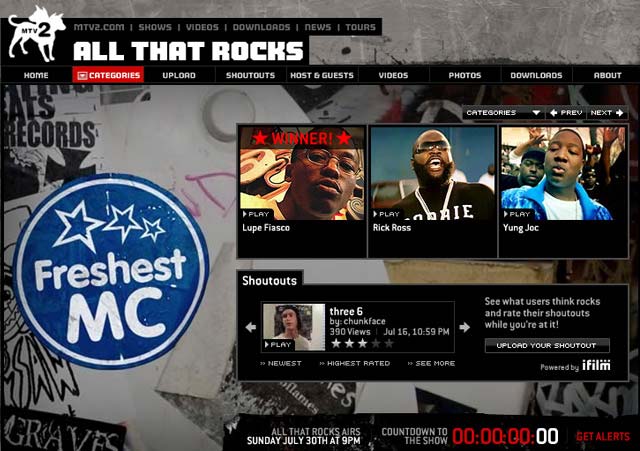 MTV 2
MTV2.COM | SHOWS | VIDEOS | DOWNLOADS | NEWS | TOURS
ALL THAT ROCKS
HOME CATEGORIES UPLOAD SHOUTOUTS HOST & GUESTS VIDEOS PHOTOS DOWNLOADS ABOUT
RECORDS
CATEGORIES PREV NEXT
WINNER!
PLAY PLAY PLAY
Lupe Fiasco Rick Ross Yung Joc
Freshest
MC
Shoutouts
three 6
by: chunkface
390 Views | Jul 16, 10:59 PM
PLAY
>> NEWEST >> HIGHEST RATED >> SEE MORE
See what users think rocks
and rate their shoutouts
while you're at it!
UPLOAD YOUR SHOUTOUT
Powered by ifilm
GRAVES
ALL THAT ROCKS AIRS
SUNDAY JULY 30TH AT 9PM
COUNTDOWN TO
THE SHOW
00:00:00:00
GET ALERTS